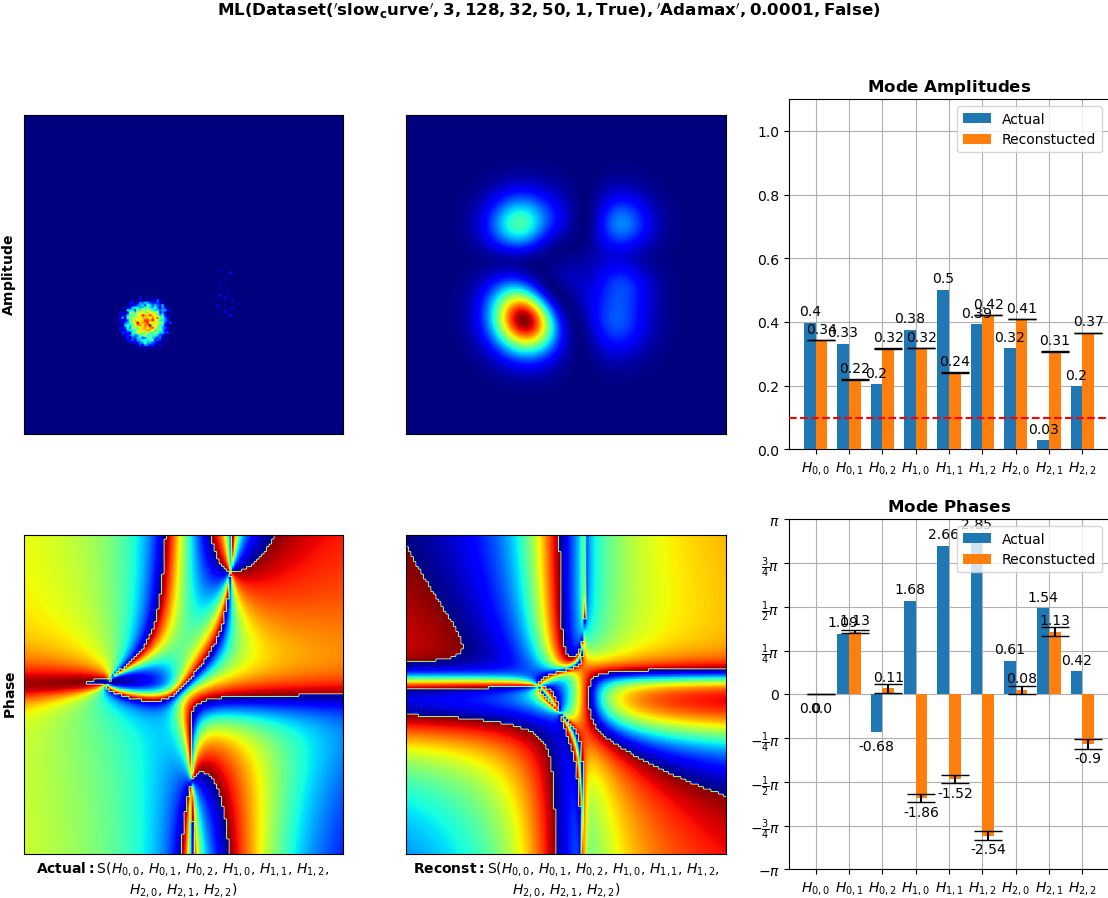 ML(Dataset('slow_curve', 3, 128, 32, 50, 1, True), 'Adamax', 0.0001, False)
Amplitude
Mode Amplitudes
Actual
Reconstucted
1.0
0.8
0.6
0.4
0.2
0.0
0.4 0.33 0.2 0.38 0.5 0.39 0.32 0.03 0.2
0.34 0.22 0.32 0.32 0.24 0.42 0.41 0.31 0.37
H0,0 H0,1 H0,2 H1,0 H1,1 H1,2 H2,0 H2,1 H2,2
Phase
Mode Phases
Actual
Reconstucted
π
3/4π
1/2π
1/4π
0
−1/4π
−1/2π
−3/4π
−π
0.0 -0.68 1.68 2.66 2.85 0.61 1.54 0.42
0.0 1.13 0.11 -1.86 -1.52 -2.54 0.08 1.13 -0.9
H0,0 H0,1 H0,2 H1,0 H1,1 H1,2 H2,0 H2,1 H2,2
Actual: S(H0,0, H0,1, H0,2, H1,0, H1,1, H1,2,
H2,0, H2,1, H2,2)
Reconst: S(H0,0, H0,1, H0,2, H1,0, H1,1, H1,2,
H2,0, H2,1, H2,2)